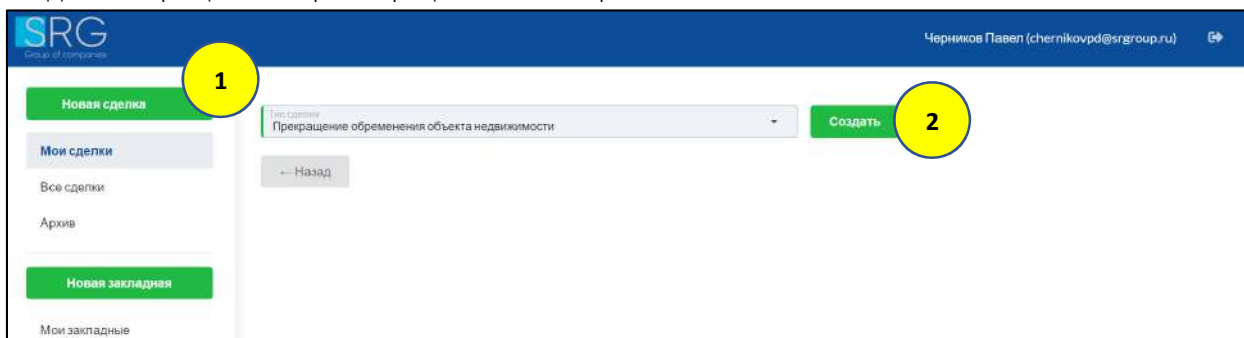 SRG
Group of companies
Черников Павел (chernikovpd@srgroup.ru)
1
Новая сделка
Тип сделки
Прекращение обременения объекта недвижимости
Создать
2
Мои сделки
← Назад
Все сделки
Архив
Новая закладная
Мои закладные